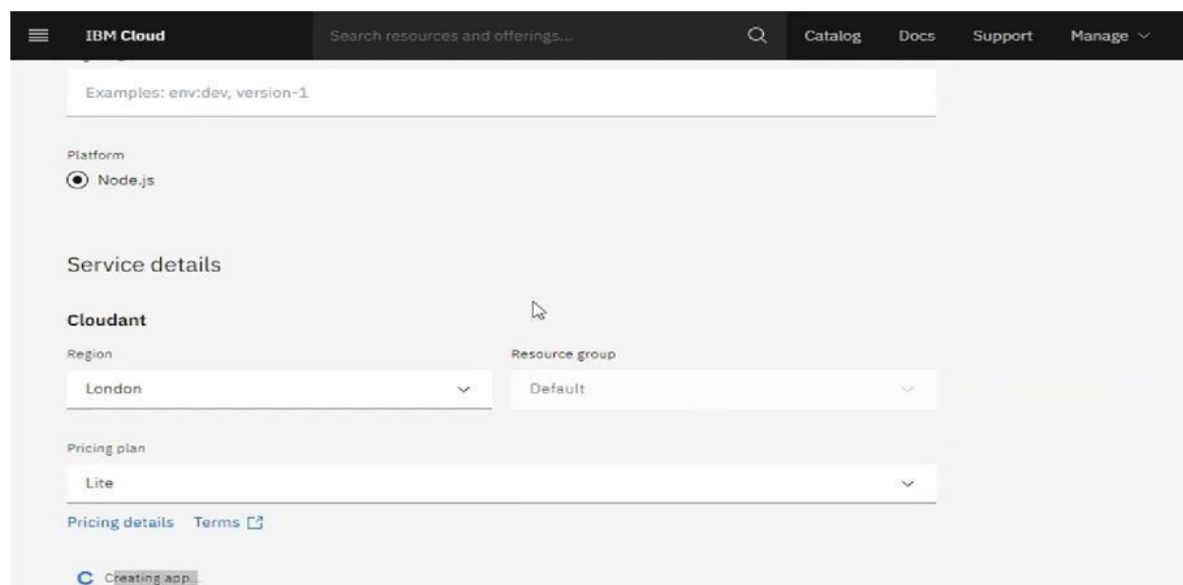 IBM Cloud Search resources and offerings... Catalog Docs Support Manage
Examples: env:dev, version-1
Platform
Node.js
Service details
Cloudant
Region Resource group
London Default
Pricing plan
Lite
Pricing details Terms
Creating app...